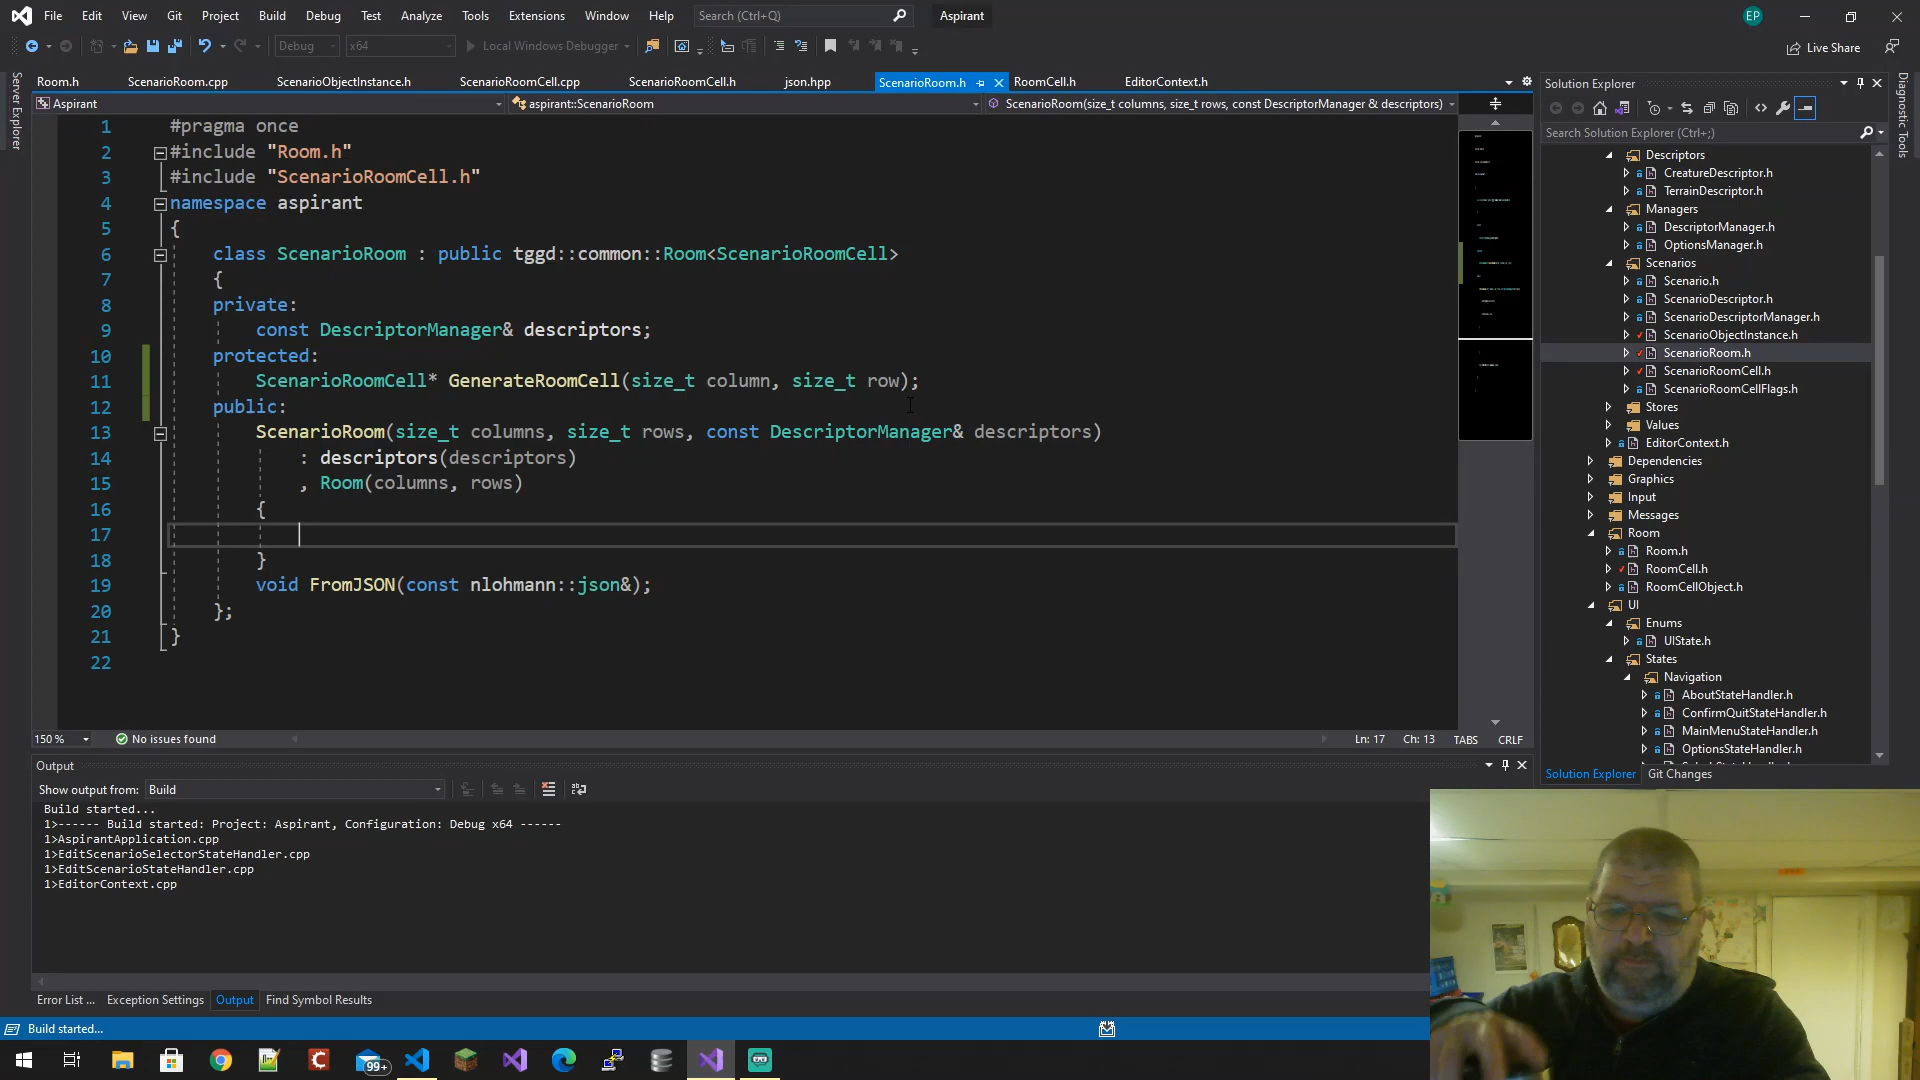 File Edit View Git Project Build Debug Test Analyze Tools Extensions Window Help Search (Ctrl+Q) Aspirant EP
Debug x64 Local Windows Debugger Live Share
Room.h ScenarioRoom.cpp ScenarioObjectInstance.h ScenarioRoomCell.cpp ScenarioRoomCell.h json.hpp ScenarioRoom.h RoomCell.h EditorContext.h
Aspirant aspirant::ScenarioRoom ScenarioRoom(size_t columns, size_t rows, const DescriptorManager & descriptors)
Server Explorer
1 #pragma once
2 #include "Room.h"
3 #include "ScenarioRoomCell.h"
4 namespace aspirant
5 {
6 class ScenarioRoom : public tggd::common::Room<ScenarioRoomCell>
7 {
8 private:
9 const DescriptorManager& descriptors;
10 protected:
11 ScenarioRoomCell* GenerateRoomCell(size_t column, size_t row);
12 public:
13 ScenarioRoom(size_t columns, size_t rows, const DescriptorManager& descriptors)
14 : descriptors(descriptors)
15 , Room(columns, rows)
16 {
17
18 }
19 void FromJSON(const nlohmann::json&);
20 };
21 }
22
150 % No issues found Ln: 17 Ch: 13 TABS CRLF
Output
Show output from: Build
Build started...
1>------ Build started: Project: Aspirant, Configuration: Debug x64 ------
1>AspirantApplication.cpp
1>EditScenarioSelectorStateHandler.cpp
1>EditScenarioStateHandler.cpp
1>EditorContext.cpp
Error List ... Exception Settings Output Find Symbol Results
Build started...
99+
Solution Explorer
Search Solution Explorer (Ctrl+;)
Descriptors
CreatureDescriptor.h
TerrainDescriptor.h
Managers
DescriptorManager.h
OptionsManager.h
Scenarios
Scenario.h
ScenarioDescriptor.h
ScenarioDescriptorManager.h
ScenarioObjectInstance.h
ScenarioRoom.h
ScenarioRoomCell.h
ScenarioRoomCellFlags.h
Stores
Values
EditorContext.h
Dependencies
Graphics
Input
Messages
Room
Room.h
RoomCell.h
RoomCellObject.h
UI
Enums
UIState.h
States
Navigation
AboutStateHandler.h
ConfirmQuitStateHandler.h
MainMenuStateHandler.h
OptionsStateHandler.h
Solution Explorer Git Changes
Diagnostic Tools